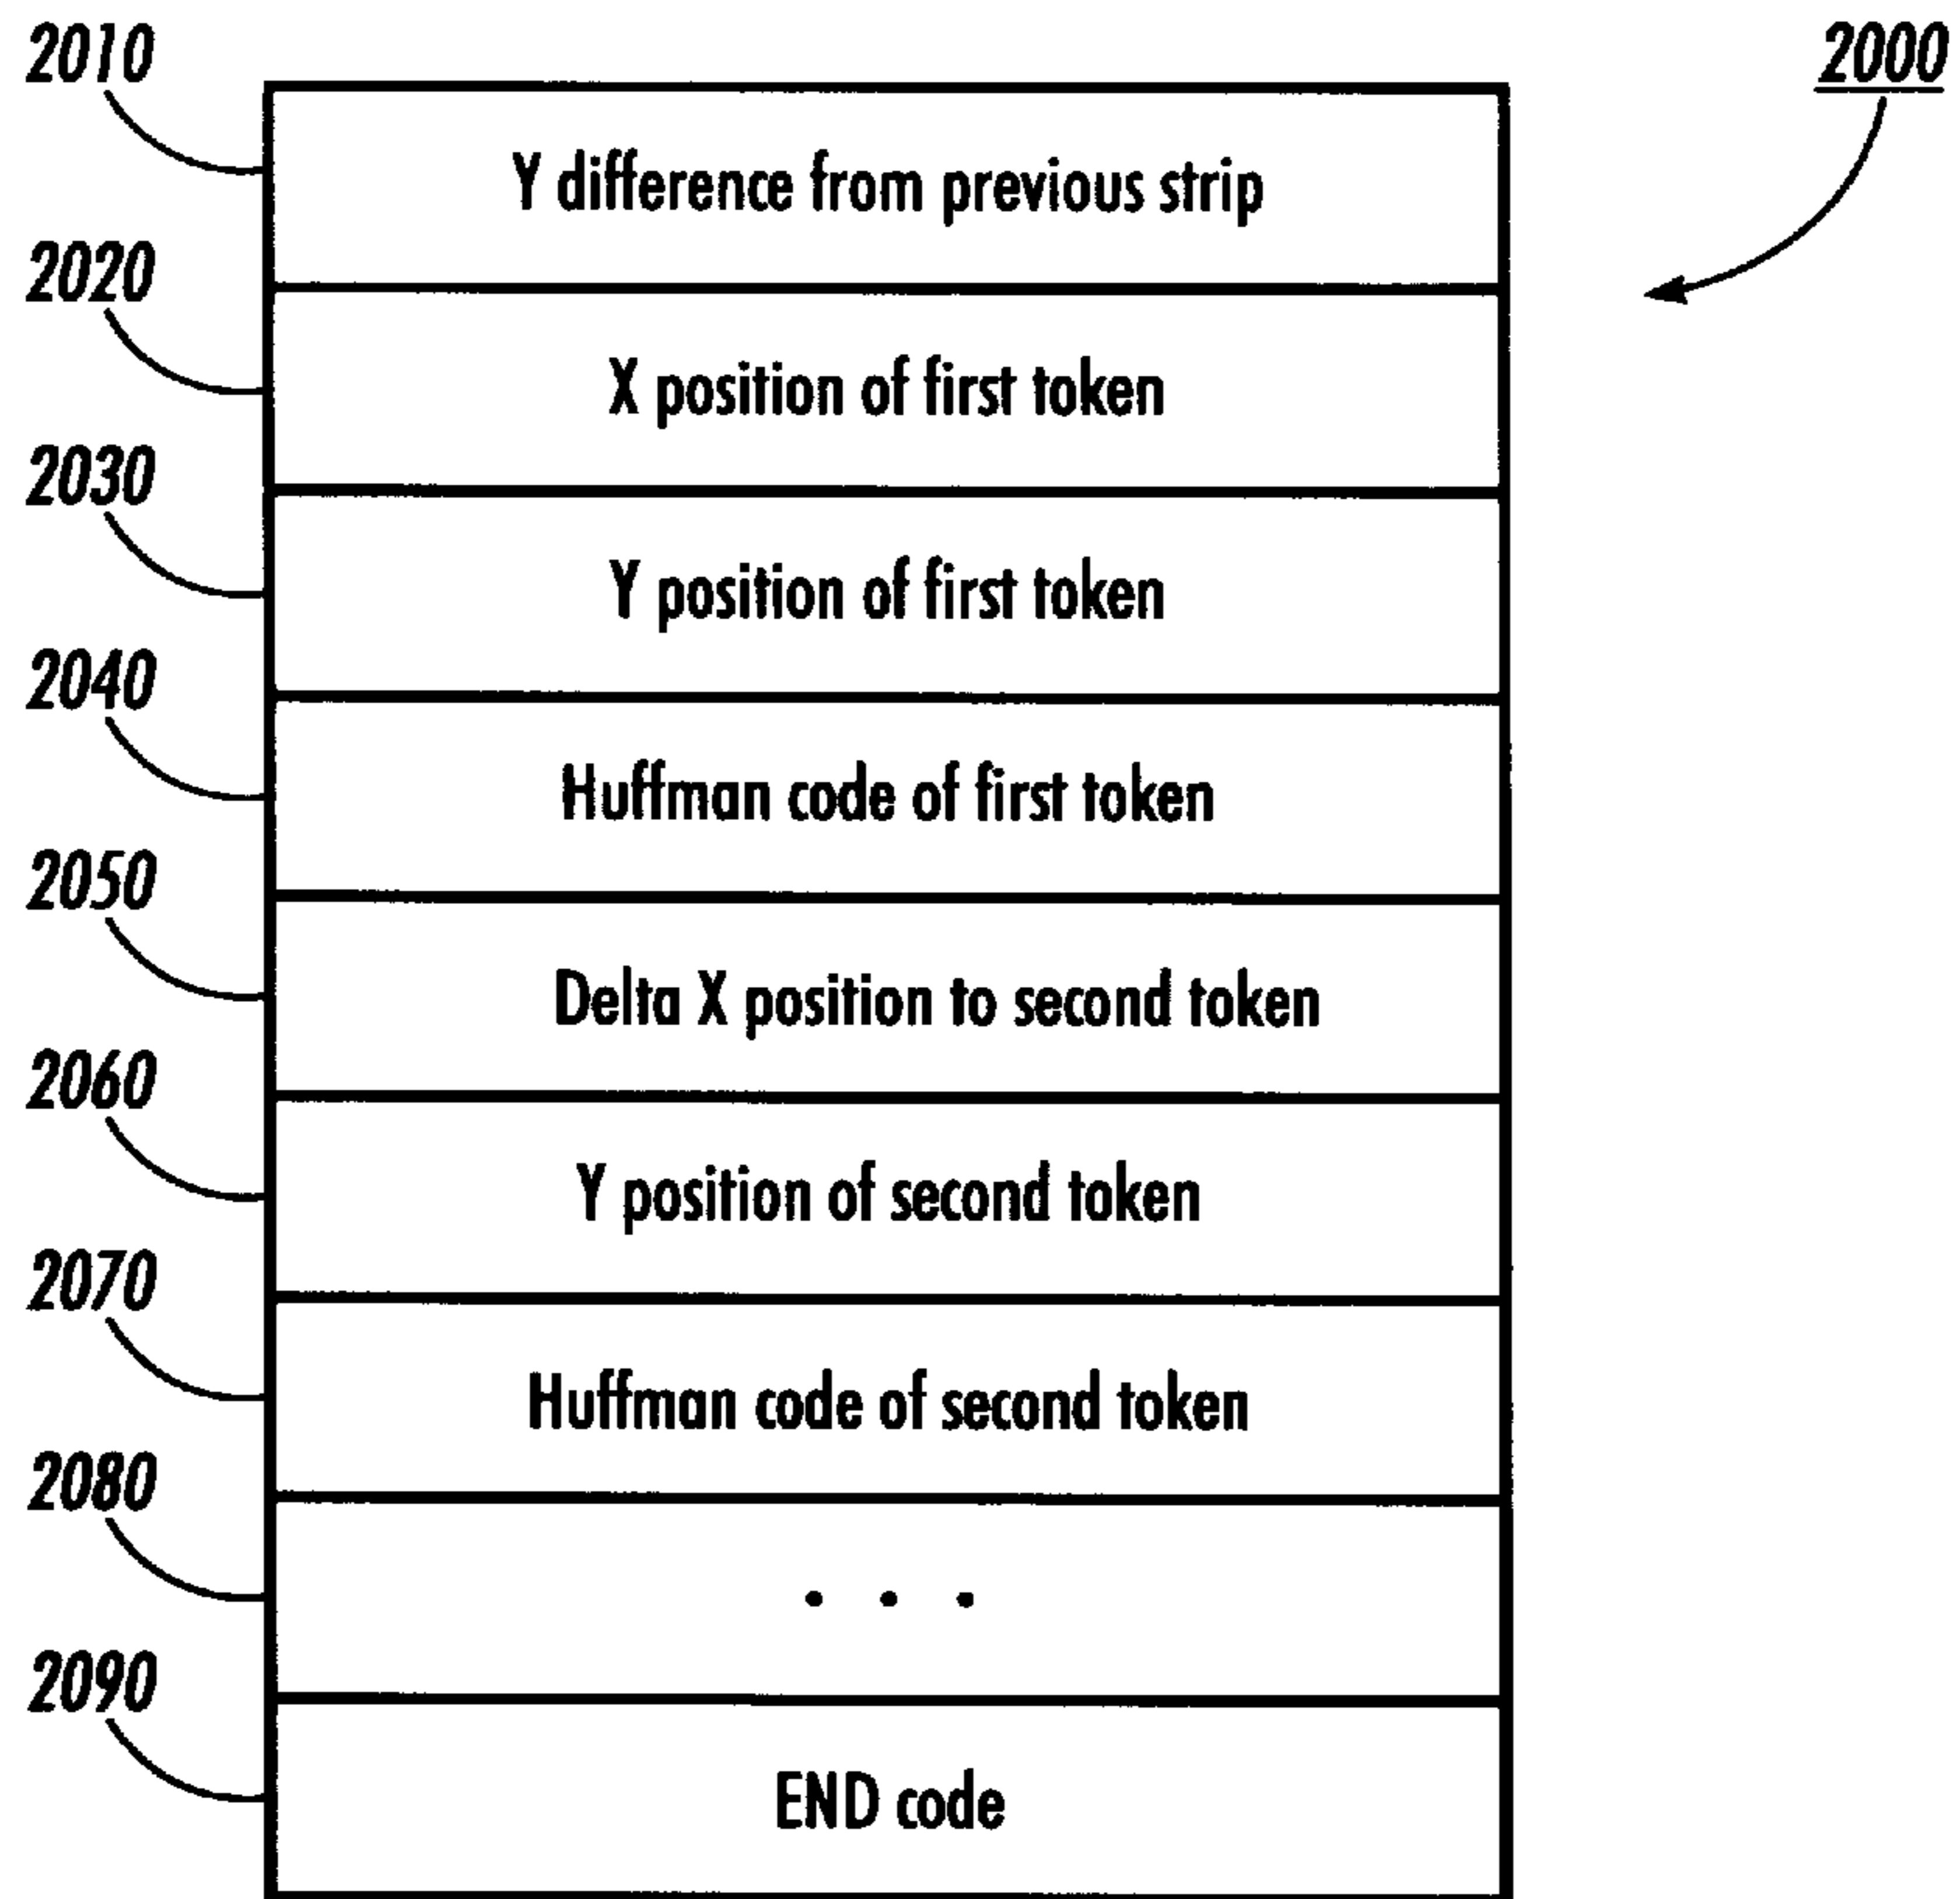 2010
2000
Y difference from previous strip
2020
X position of first token
2030
Y position of first token
2040
Huffman code of first token
2050
Delta X position to second token
2060
Y position of second token
2070
Huffman code of second token
2080
. . .
2090
END code